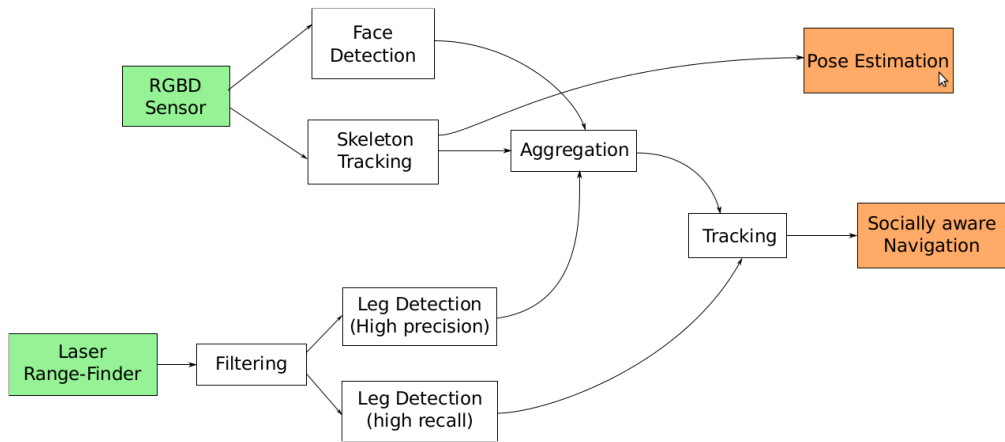 Face
Detection
Pose Estimation
RGBD
Sensor
Skeleton
Tracking
Aggregation
Tracking
Socially aware
Navigation
Leg Detection
(High precision)
Laser
Range-Finder
Filtering
Leg Detection
(high recall)